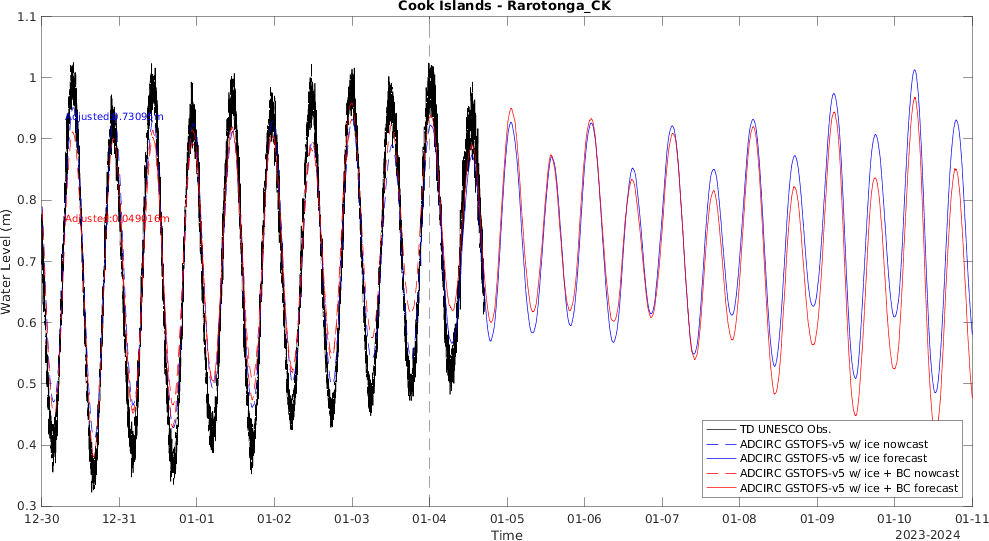 Cook Islands - Rarotonga_CK
Water Level (m)
1.1
1
0.9
0.8
0.7
0.6
0.5
0.4
0.3
Adjusted:0.049016m
TD UNESCO Obs.
ADCIRC GSTOFS-v5 w/ ice nowcast
ADCIRC GSTOFS-v5 w/ ice forecast
ADCIRC GSTOFS-v5 w/ ice + BC nowcast
ADCIRC GSTOFS-v5 w/ ice + BC forecast
12-30 12-31 01-01 01-02 01-03 01-04 01-05 01-06 01-07 01-08 01-09 01-10 01-11
Time
2023-2024